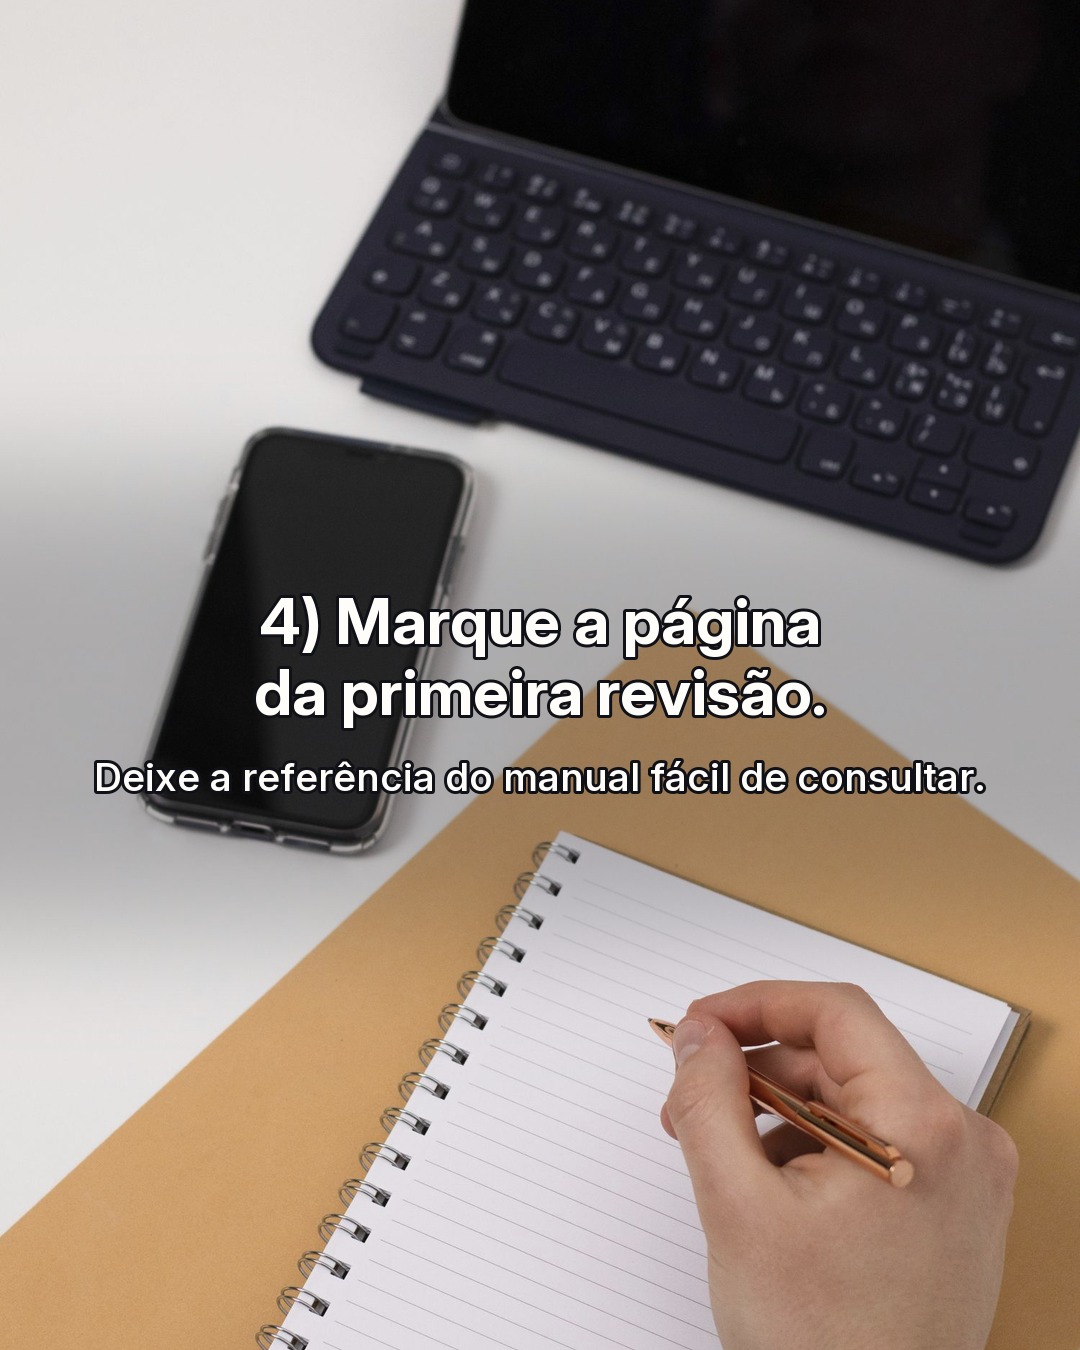 4) Marque a página
da primeira revisão.
Deixe a referência do manual fácil de consultar.